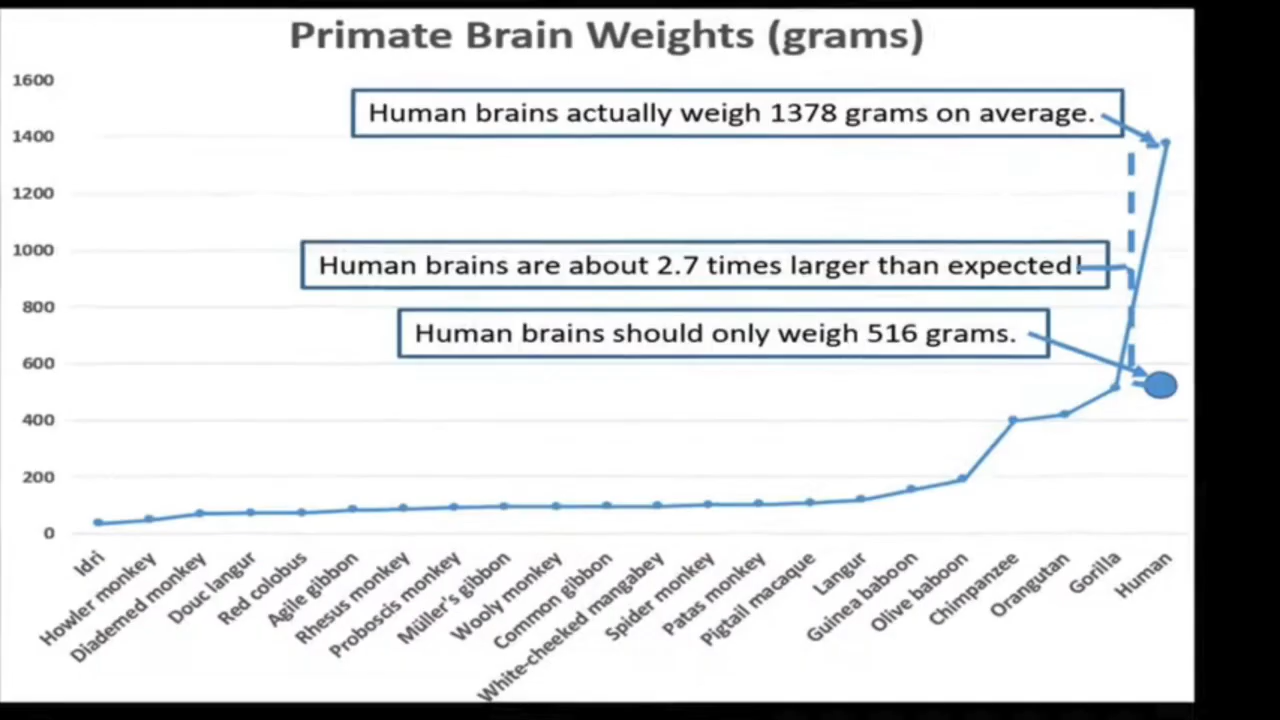 Primate Brain Weights (grams)
1600
Human brains actually weigh 1378 grams on average.
1400
1200
1000
Human brains are about 2.7 times larger than expected!
800
Human brains should only weigh 516 grams.
600
400
200
0
Idri
Howler monkey
Diademed monkey
Douc langur
Red colobus
Agile gibbon
Rhesus monkey
Proboscis monkey
Müller's gibbon
Wooly monkey
Common gibbon
White-cheeked mangabey
Spider monkey
Patas monkey
Pigtail macaque
Langur
Guinea baboon
Olive baboon
Chimpanzee
Orangutan
Gorilla
Human